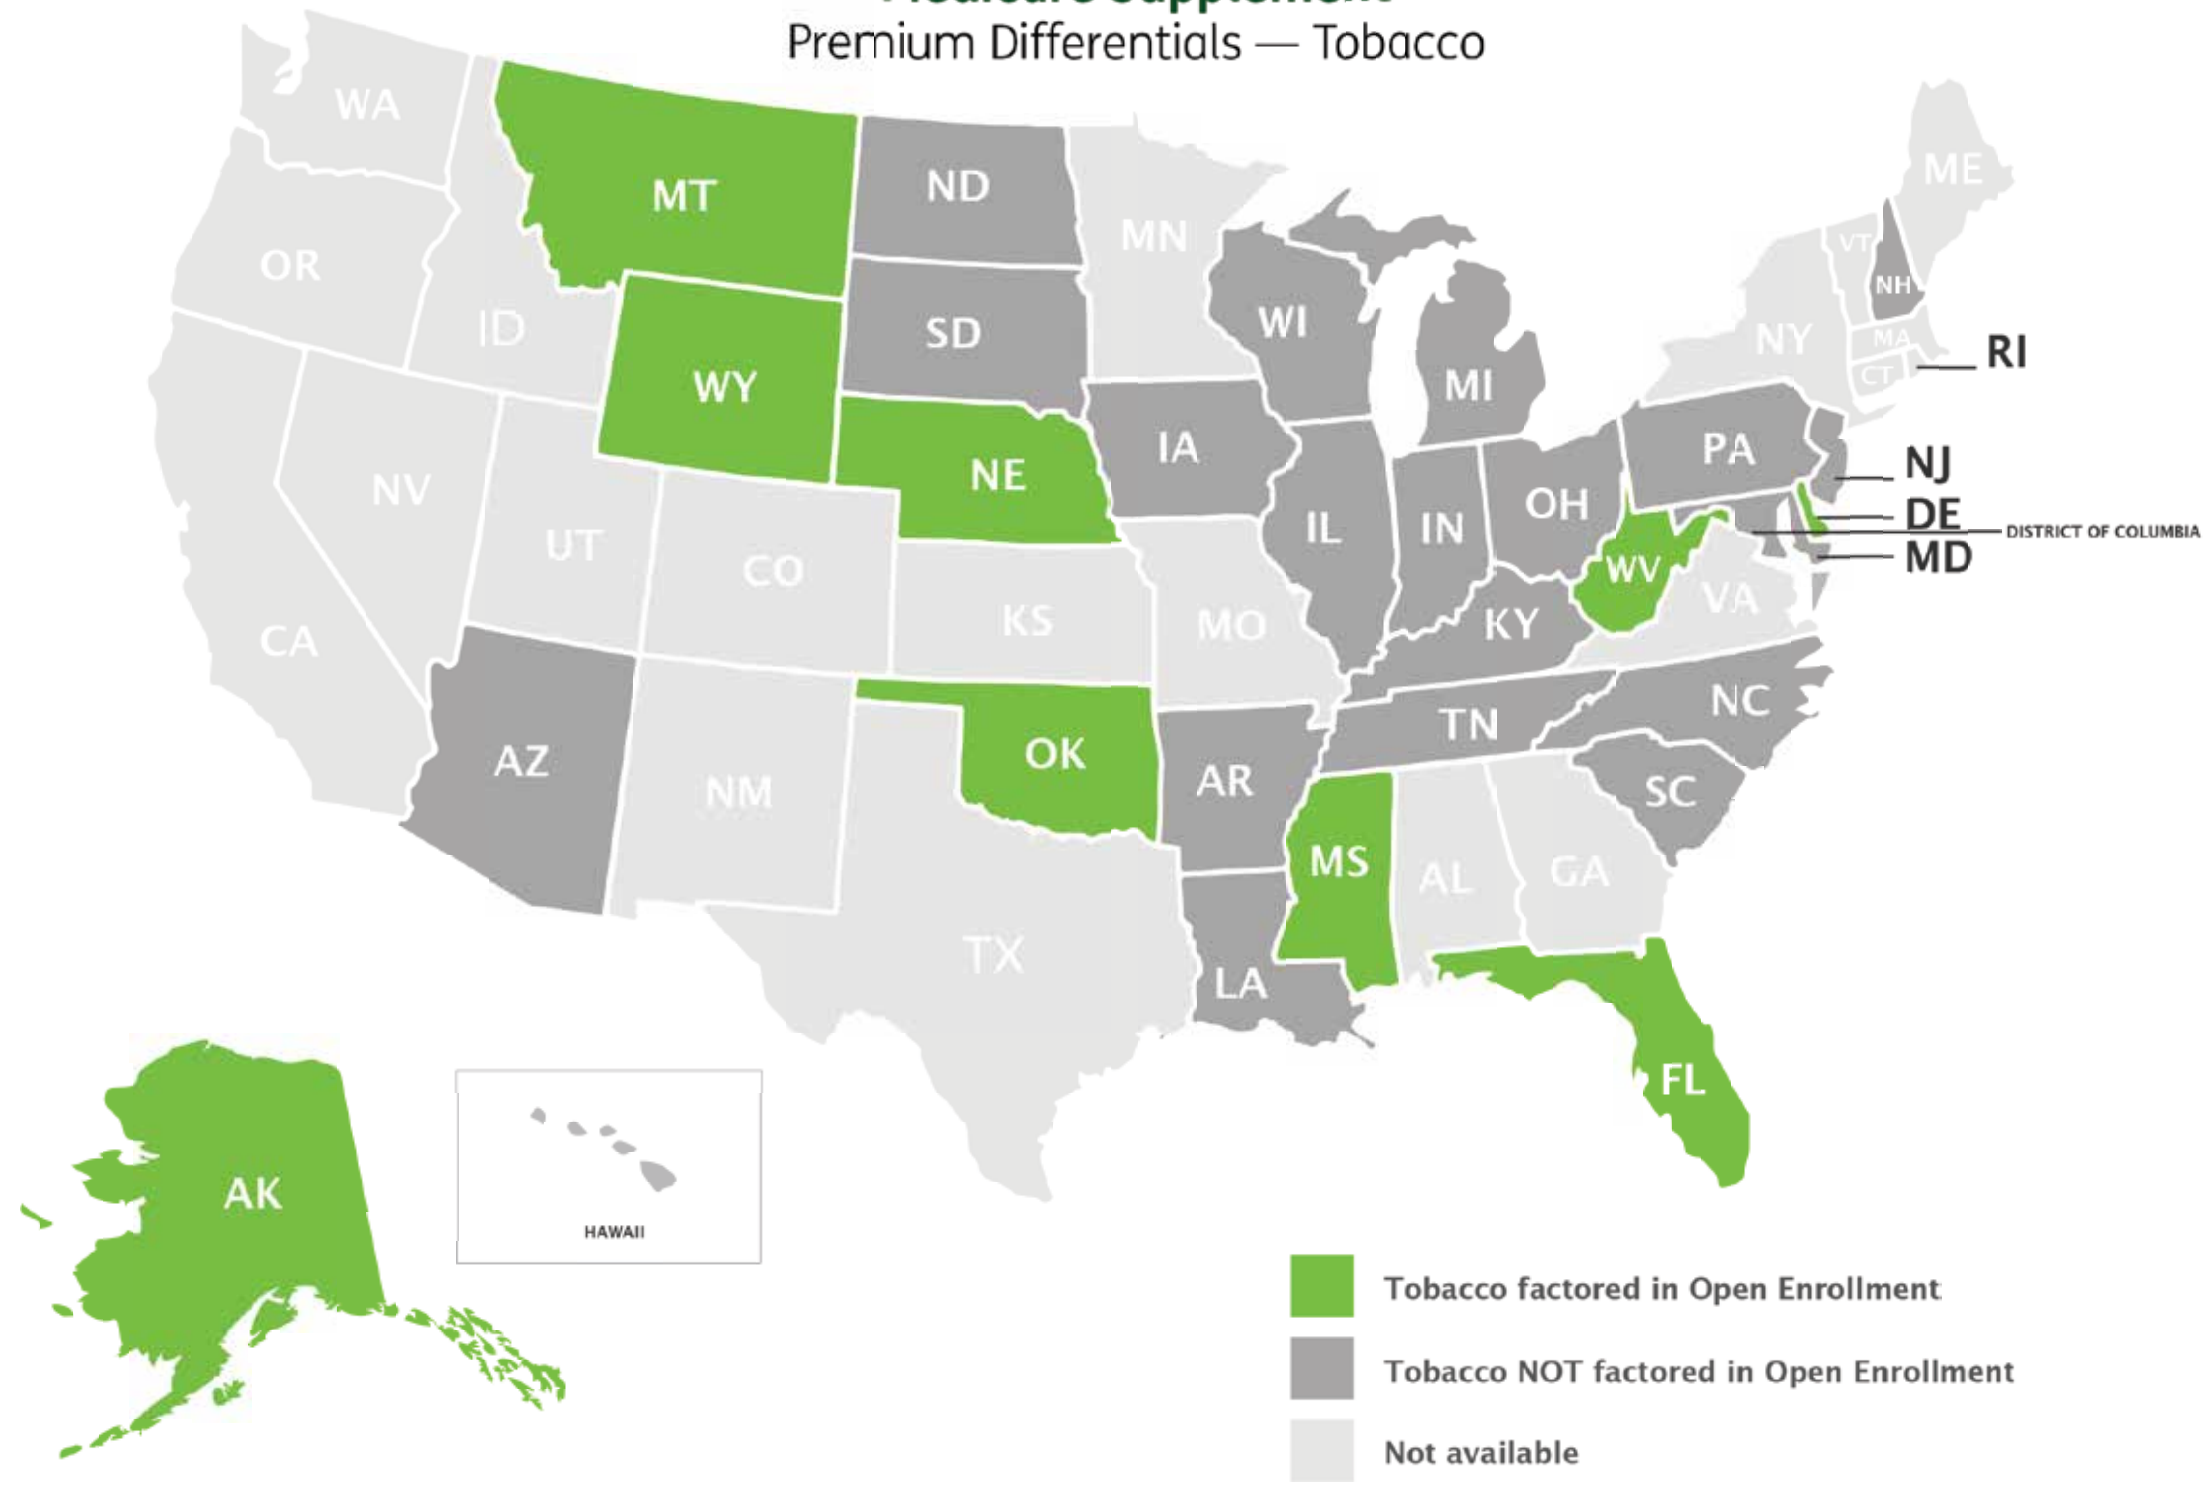 Medicare Supplement
Premium Differentials — Tobacco
WA
MT
ND
MN
ME
OR
ID
SD
WI
MI
VT
NH
NY
MA
CT
RI
WY
NE
IA
PA
NJ
NV
UT
CO
IL
IN
OH
DE
DISTRICT OF COLUMBIA
MD
WV
VA
CA
KS
MO
KY
AZ
NM
OK
AR
TN
NC
SC
MS
AL
GA
TX
LA
FL
AK
HAWAII
Tobacco factored in Open Enrollment
Tobacco NOT factored in Open Enrollment
Not available